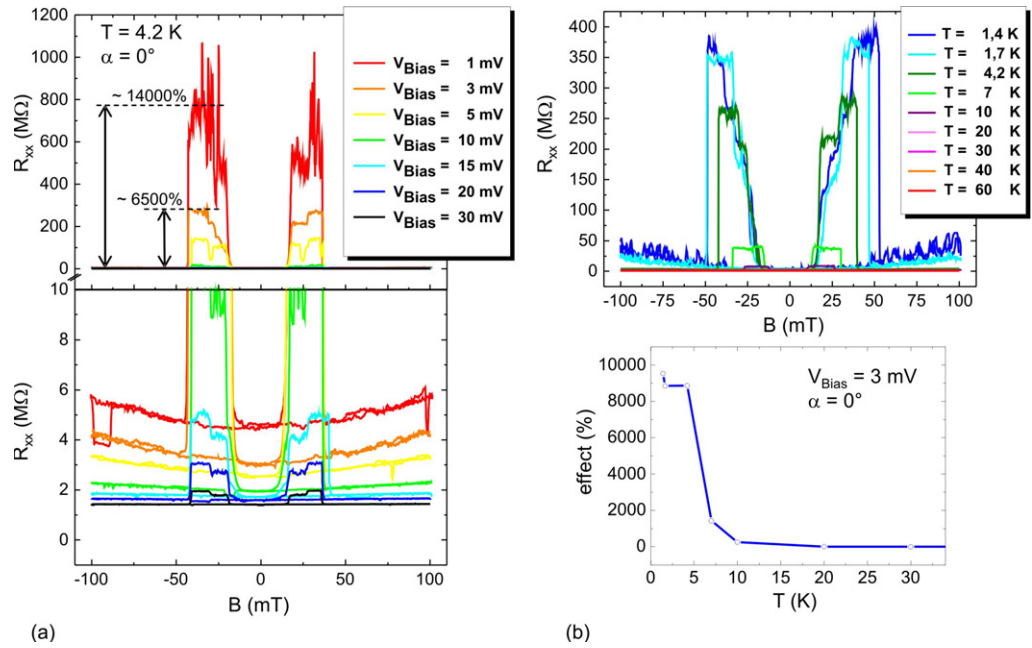 T = 4.2 K
α = 0°
~ 14000%
~ 6500%
1200
1000
800
600
400
200
0
R_xx (MΩ)
V_Bias = 1 mV
V_Bias = 3 mV
V_Bias = 5 mV
V_Bias = 10 mV
V_Bias = 15 mV
V_Bias = 20 mV
V_Bias = 30 mV
10
8
6
4
2
0
R_xx (MΩ)
-100 -50 0 50 100
B (mT)
(a)
400
350
300
250
200
150
100
50
0
R_xx (MΩ)
T = 1,4 K
T = 1,7 K
T = 4,2 K
T = 7 K
T = 10 K
T = 20 K
T = 30 K
T = 40 K
T = 60 K
-100 -75 -50 -25 0 25 50 75 100
B (mT)
10000
8000
6000
4000
2000
0
effect (%)
V_Bias = 3 mV
α = 0°
0 5 10 15 20 25 30
T (K)
(b)